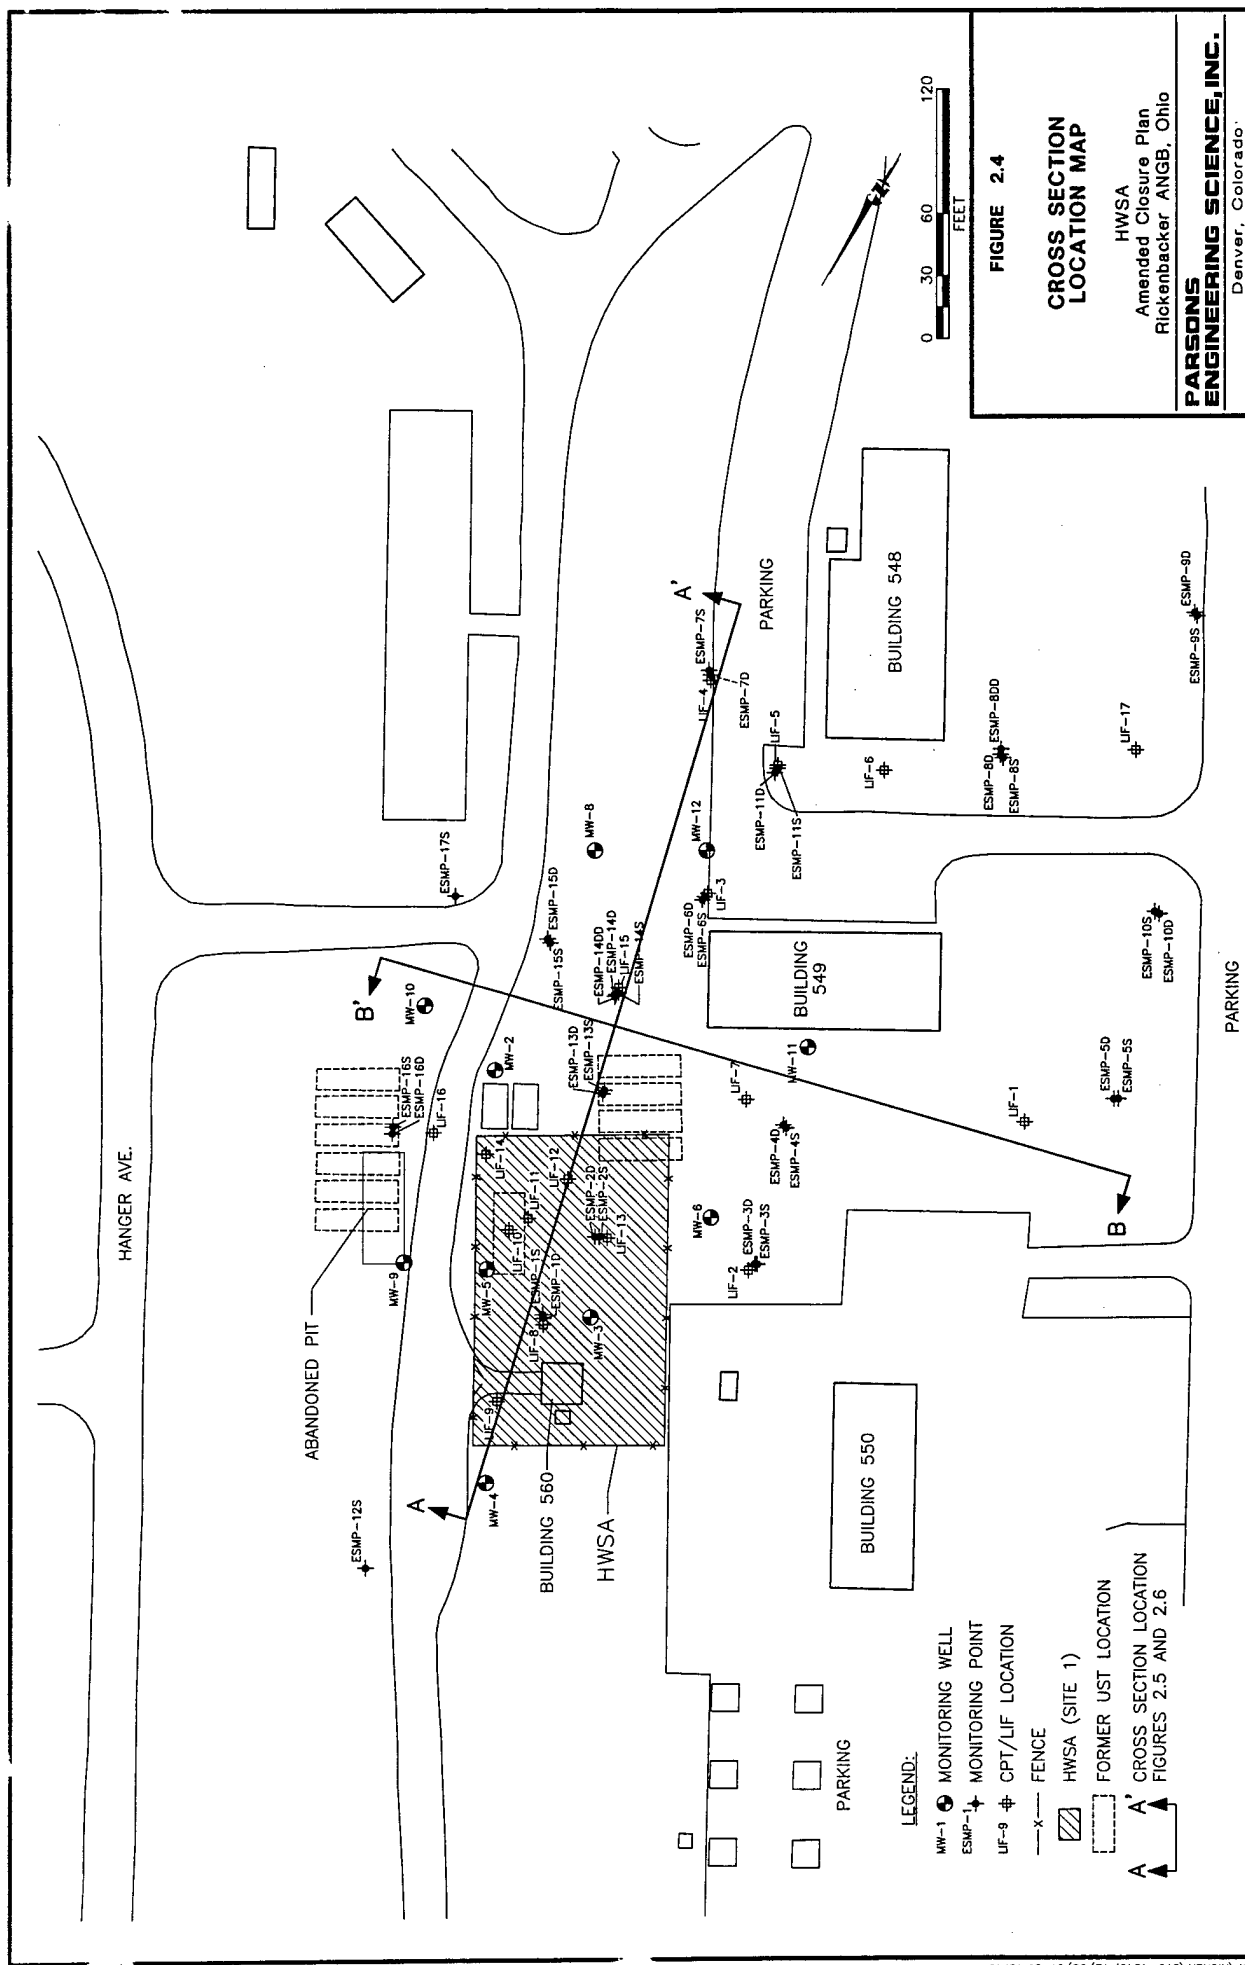 HANGER AVE.
ABANDONED PIT
ESMP-12S
A
MW-4
BUILDING 560
HWSA
MW-9
MW-5
LIF-9
LIF-8
ESMP-1S
ESMP-1D
MW-3
LIF-10
LIF-11
LIF-12
LIF-14
ESMP-2D
ESMP-2S
LIF-13
ESMP-16S
ESMP-16D
LIF-16
B'
MW-10
MW-2
ESMP-13D
ESMP-13S
ESMP-17S
ESMP-15D
ESMP-15S
ESMP-14DD
ESMP-14D
LIF-15
ESMP-14S
MW-8
A'
ESMP-7S
LIF-4
ESMP-7D
PARKING
MW-12
LIF-3
ESMP-6D
ESMP-6S
LIF-5
ESMP-11D
ESMP-11S
LIF-6
BUILDING 548
BUILDING
549
MW-11
LIF-7
ESMP-4D
ESMP-4S
MW-6
ESMP-3D
ESMP-3S
LIF-2
LIF-1
B
ESMP-5D
ESMP-5S
ESMP-10S
ESMP-10D
ESMP-8DD
ESMP-8D
ESMP-8S
LIF-17
ESMP-9D
ESMP-9S
PARKING
BUILDING 550
PARKING
LEGEND:
MW-1 MONITORING WELL
ESMP-1 MONITORING POINT
LIF-9 CPT/LIF LOCATION
—x— FENCE
HWSA (SITE 1)
FORMER UST LOCATION
A A' CROSS SECTION LOCATION
FIGURES 2.5 AND 2.6
0 30 60 120
FEET
FIGURE 2.4
CROSS SECTION
LOCATION MAP
HWSA
Amended Closure Plan
Rickenbacker ANGB, Ohio
PARSONS
ENGINEERING SCIENCE, INC.
Denver, Colorado